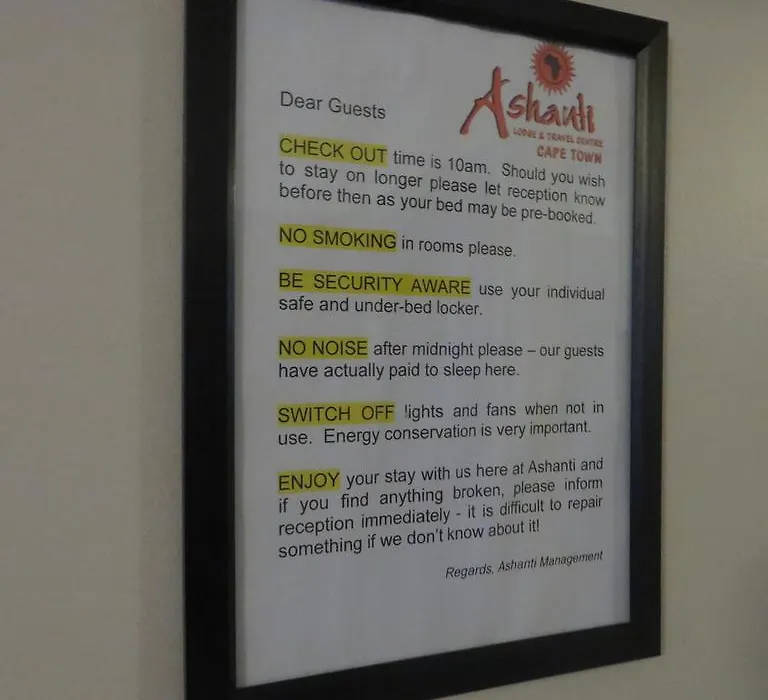 Ashanti
LODGE & TRAVEL CENTRE
CAPE TOWN
Dear Guests
CHECK OUT time is 10am. Should you wish
to stay on longer please let reception know
before then as your bed may be pre-booked.
NO SMOKING in rooms please.
BE SECURITY AWARE use your individual
safe and under-bed locker.
NO NOISE after midnight please – our guests
have actually paid to sleep here.
SWITCH OFF lights and fans when not in
use. Energy conservation is very important.
ENJOY your stay with us here at Ashanti and
if you find anything broken, please inform
reception immediately - it is difficult to repair
something if we don't know about it!
Regards, Ashanti Management